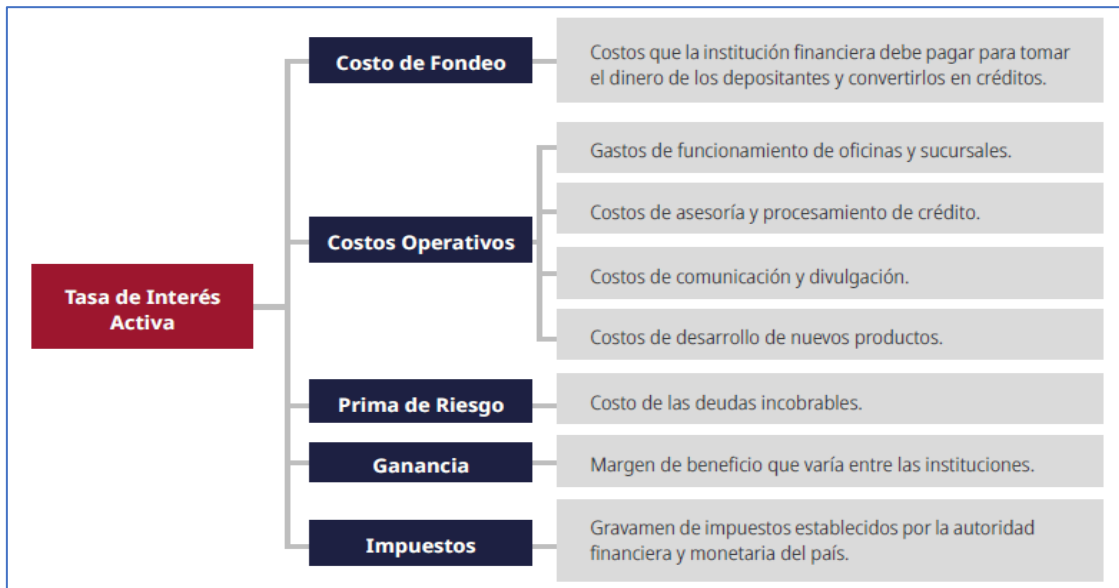 Tasa de Interés
Activa
Costo de Fondeo
Costos que la institución financiera debe pagar para tomar
el dinero de los depositantes y convertirlos en créditos.
Costos Operativos
Gastos de funcionamiento de oficinas y sucursales.
Costos de asesoría y procesamiento de crédito.
Costos de comunicación y divulgación.
Costos de desarrollo de nuevos productos.
Prima de Riesgo
Costo de las deudas incobrables.
Ganancia
Margen de beneficio que varía entre las instituciones.
Impuestos
Gravamen de impuestos establecidos por la autoridad
financiera y monetaria del país.